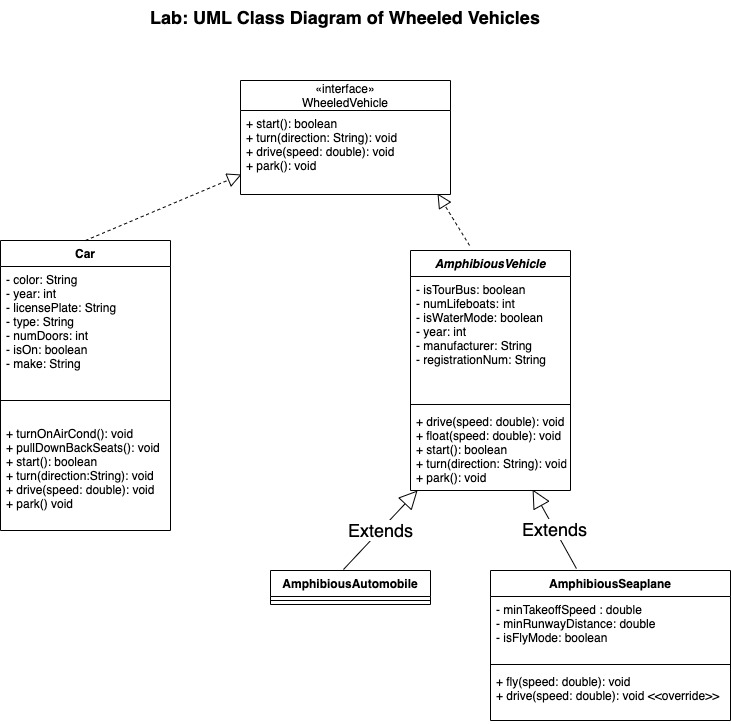 Lab: UML Class Diagram of Wheeled Vehicles
«interface»
WheeledVehicle
+ start(): boolean
+ turn(direction: String): void
+ drive(speed: double): void
+ park(): void
Car
- color: String
- year: int
- licensePlate: String
- type: String
- numDoors: int
- isOn: boolean
- make: String
+ turnOnAirCond(): void
+ pullDownBackSeats(): void
+ start(): boolean
+ turn(direction:String): void
+ drive(speed: double): void
+ park() void
AmphibiousVehicle
- isTourBus: boolean
- numLifeboats: int
- isWaterMode: boolean
- year: int
- manufacturer: String
- registrationNum: String
+ drive(speed: double): void
+ float(speed: double): void
+ start(): boolean
+ turn(direction: String): void
+ park(): void
Extends
Extends
AmphibiousAutomobile
AmphibiousSeaplane
- minTakeoffSpeed : double
- minRunwayDistance: double
- isFlyMode: boolean
+ fly(speed: double): void
+ drive(speed: double): void <<override>>